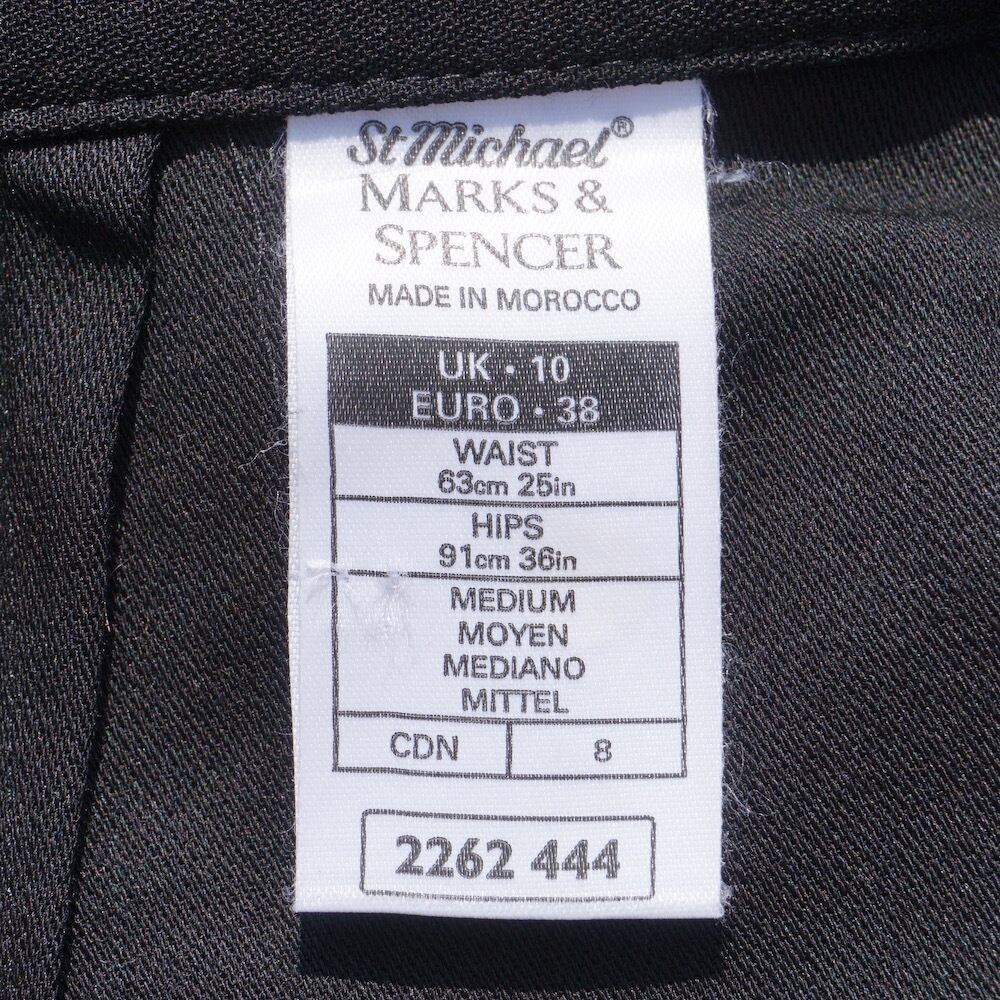 St Michael®
MARKS &
SPENCER
MADE IN MOROCCO
UK · 10
EURO · 38
WAIST
63cm 25in
HIPS
91cm 36in
MEDIUM
MOYEN
MEDIANO
MITTEL
CDN 8
2262 444